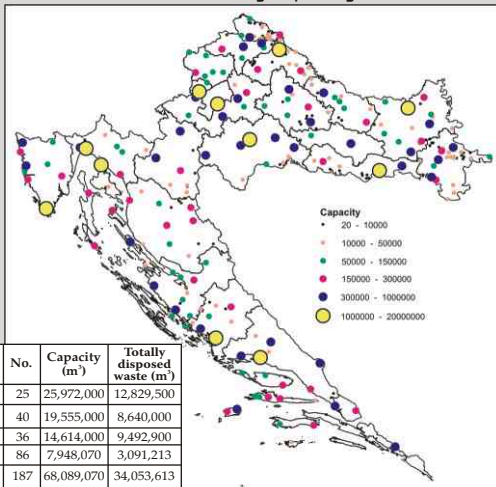 Capacity
20 - 10000
10000 - 50000
50000 - 150000
150000 - 300000
300000 - 1000000
1000000 - 20000000
No. Capacity (m³) Totally disposed waste (m³)
25 25,972,000 12,829,500
40 19,555,000 8,640,000
36 14,614,000 9,492,900
86 7,948,070 3,091,213
187 68,089,070 34,053,613